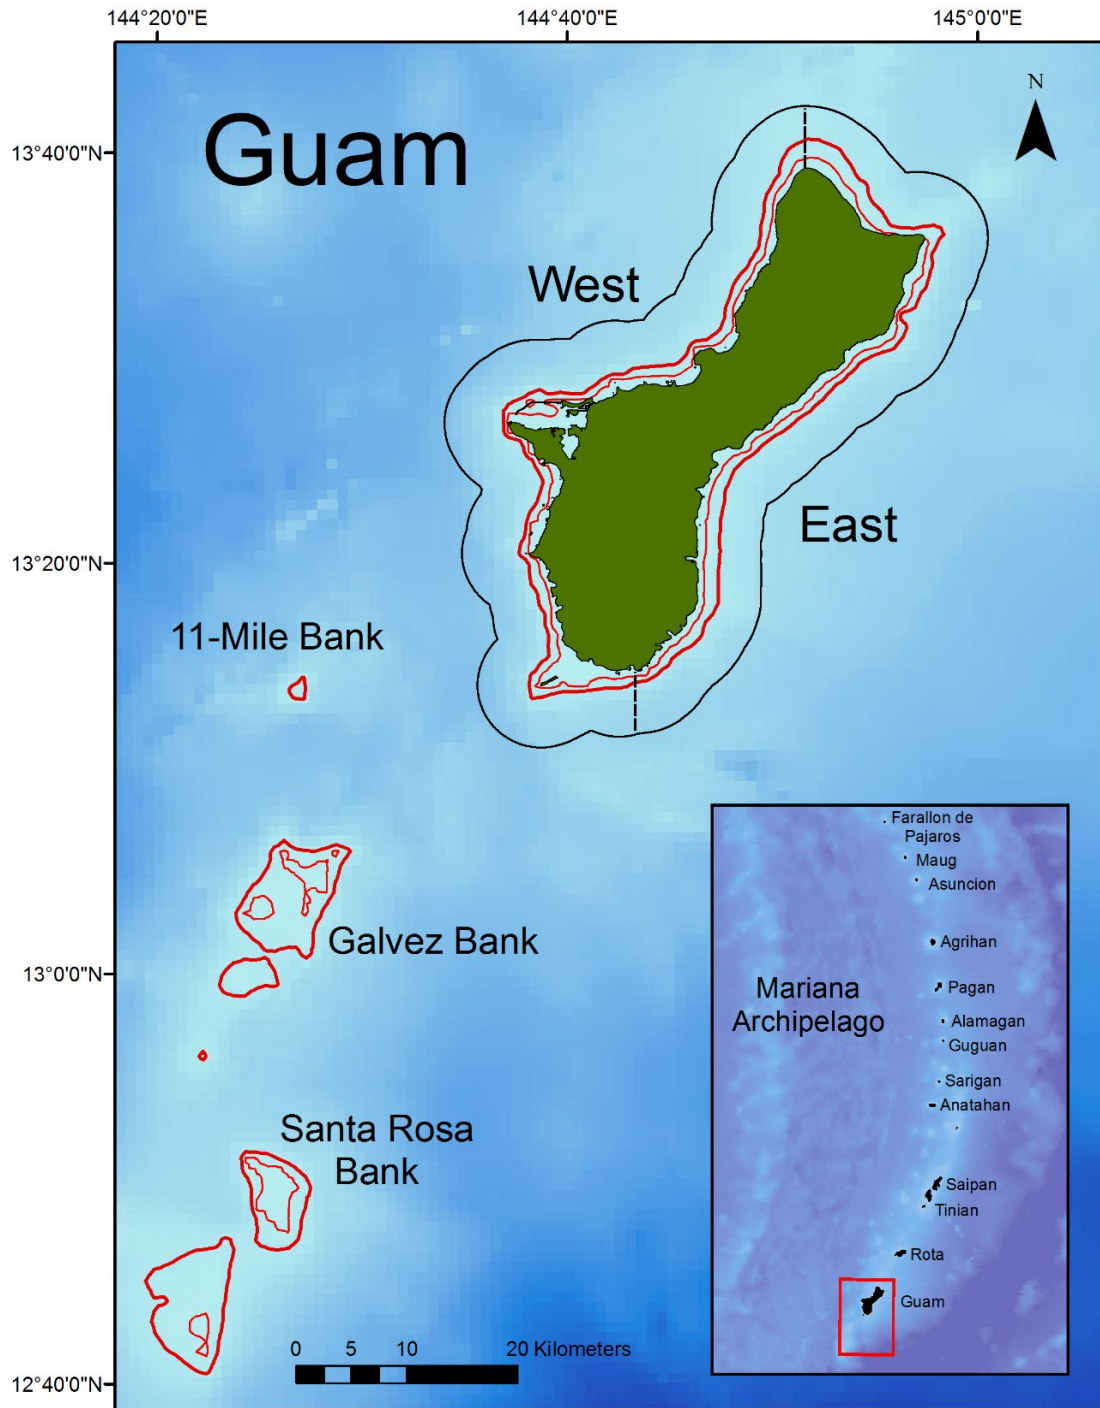 144°20'0"E
144°40'0"E
145°0'0"E
N
13°40'0"N
Guam
West
East
13°20'0"N
11-Mile Bank
Galvez Bank
13°0'0"N
Santa Rosa
Bank
0 5 10 20 Kilometers
12°40'0"N
Farallon de
Pajaros
Maug
Asuncion
Agrihan
Mariana
Archipelago
Pagan
Alamagan
Guguan
Sarigan
Anatahan
Saipan
Tinian
Rota
Guam